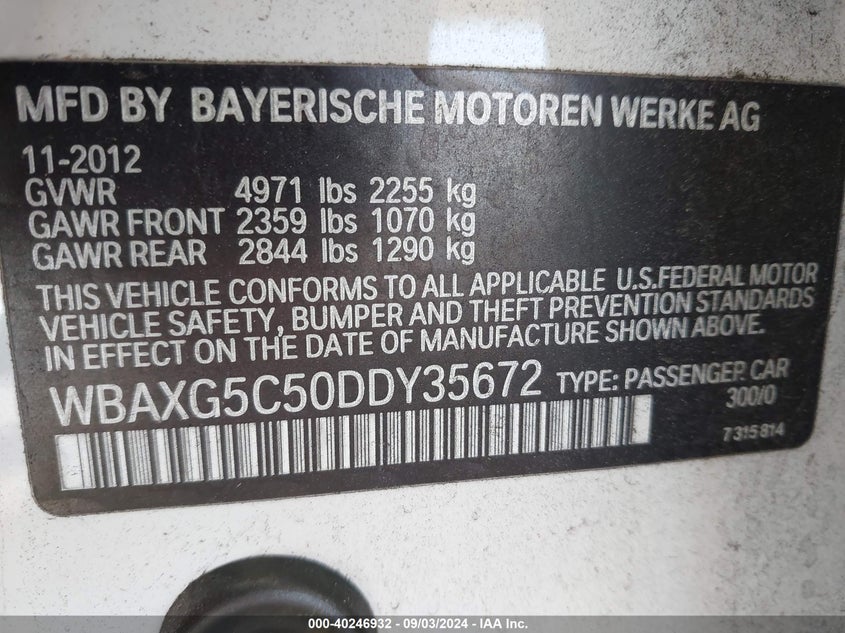 MFD BY BAYERISCHE MOTOREN WERKE AG
11-2012
GVWR 4971 lbs 2255 kg
GAWR FRONT 2359 lbs 1070 kg
GAWR REAR 2844 lbs 1290 kg
THIS VEHICLE CONFORMS TO ALL APPLICABLE U.S.FEDERAL MOTOR
VEHICLE SAFETY, BUMPER AND THEFT PREVENTION STANDARDS
IN EFFECT ON THE DATE OF MANUFACTURE SHOWN ABOVE.
WBAXG5C50DDY35672 TYPE: PASSENGER CAR
300/0
7315814
000-40246932 - 09/03/2024 - IAA Inc.